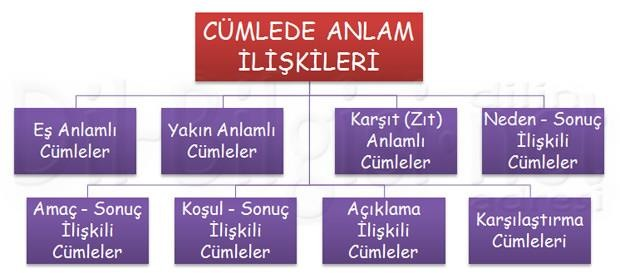 CÜMLEDE ANLAM
İLİŞKİLERİ
Eş Anlamlı
Cümleler
Yakın Anlamlı
Cümleler
Karşıt (Zıt)
Anlamlı
Cümleler
Neden – Sonuç
İlişkili
Cümleler
Amaç – Sonuç
İlişkili
Cümleler
Koşul – Sonuç
İlişkili
Cümleler
Açıklama
İlişkili
Cümleler
Karşılaştırma
Cümleleri